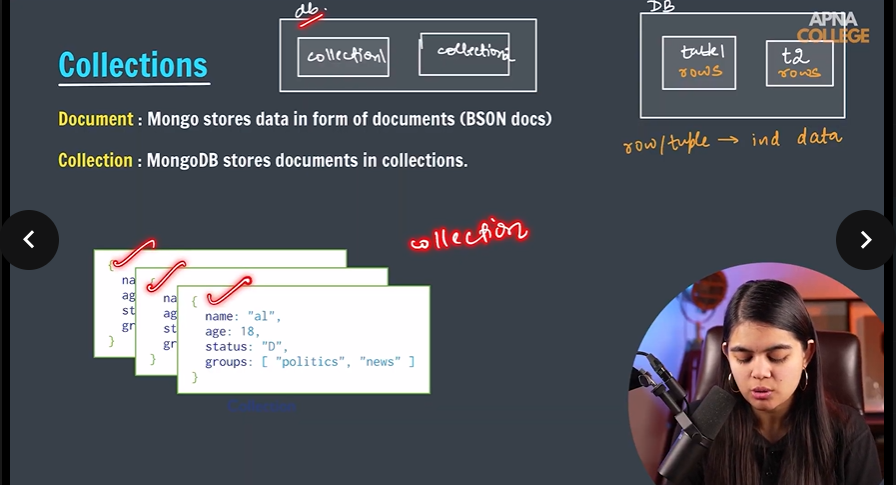 db.
collection1
collection2
DB
table1
rows
t2
rows
APNA
COLLEGE
Collections
Document : Mongo stores data in form of documents (BSON docs)
Collection : MongoDB stores documents in collections.
row/tuple → ind data
collection
{
na
ag
st
gr
}
{
na
ag
st
gr
}
{
name: "al",
age: 18,
status: "D",
groups: [ "politics", "news" ]
}
Collection